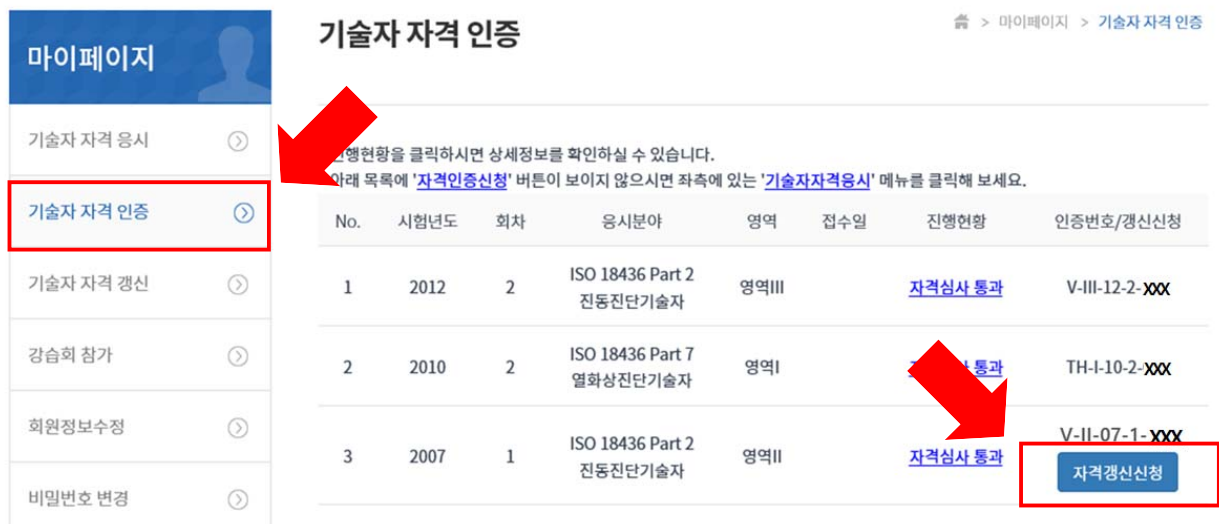 마이페이지
기술자 자격 응시
기술자 자격 인증
기술자 자격 갱신
강습회 참가
회원정보수정
비밀번호 변경
기술자 자격 인증
> 마이페이지 > 기술자 자격 인증
진행현황을 클릭하시면 상세정보를 확인하실 수 있습니다.
아래 목록에 '자격인증신청' 버튼이 보이지 않으시면 좌측에 있는 '기술자자격응시' 메뉴를 클릭해 보세요.
No. 시험년도 회차 응시분야 영역 접수일 진행현황 인증번호/갱신신청
1 2012 2 ISO 18436 Part 2 진동진단기술자 영역III 자격심사 통과 V-III-12-2-XXX
2 2010 2 ISO 18436 Part 7 열화상진단기술자 영역I 통과 TH-I-10-2-XXX
3 2007 1 ISO 18436 Part 2 진동진단기술자 영역II 자격심사 통과 V-II-07-1-XXX
자격갱신신청